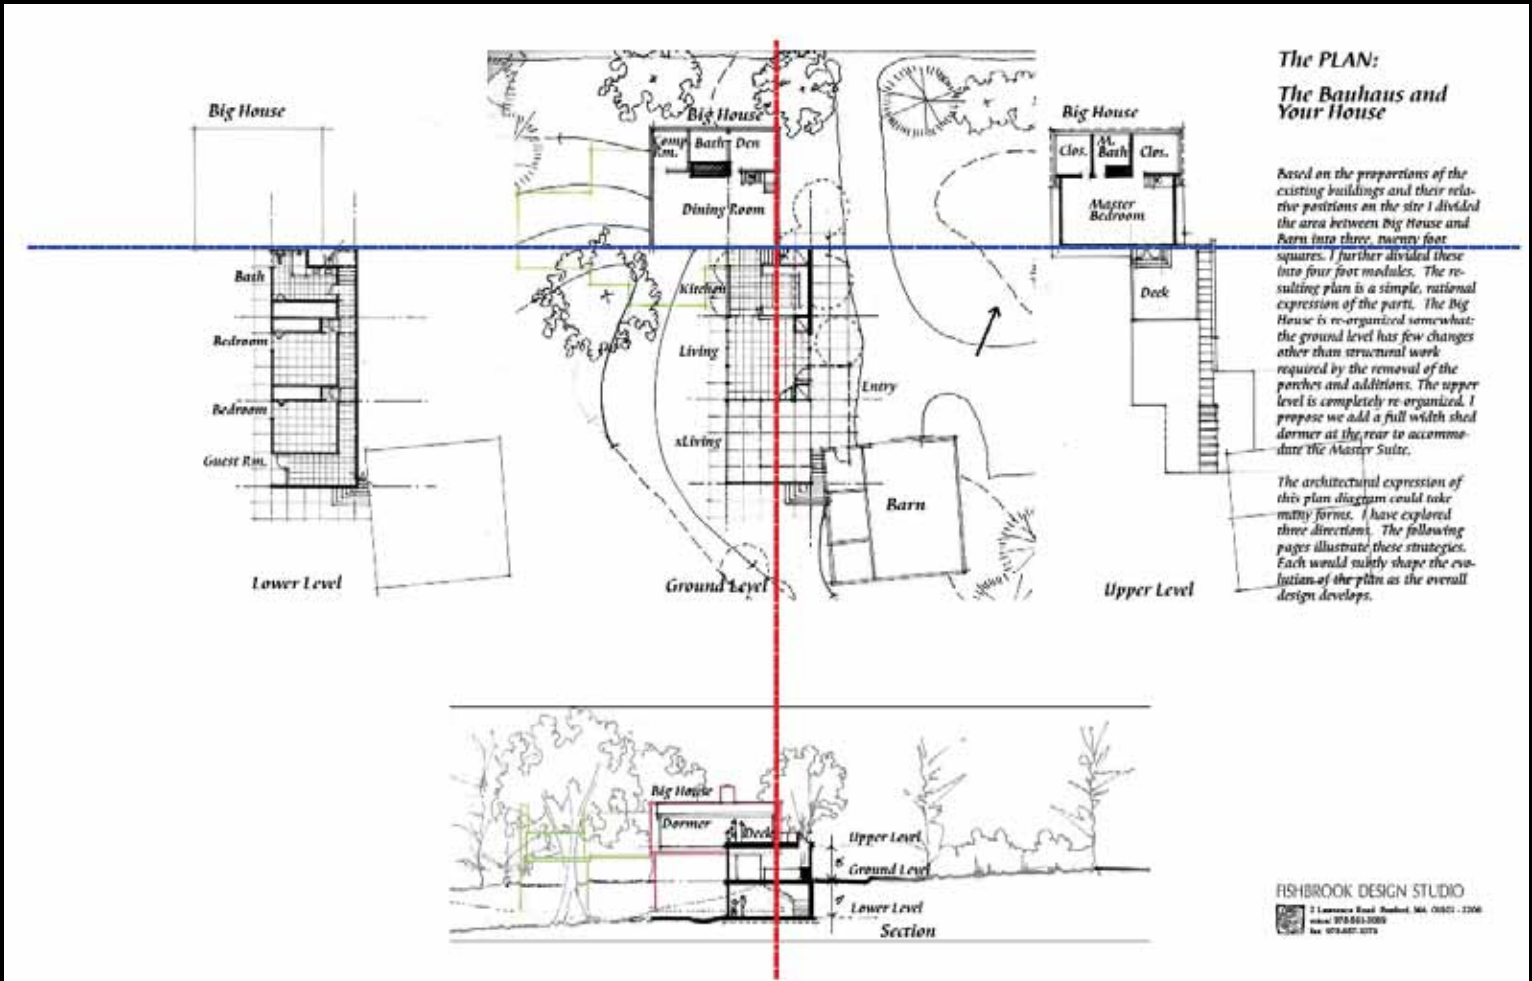 The PLAN:
The Bauhaus and
Your House
Based on the proportions of the
existing buildings and their rela-
tive positions on the site I divided
the area between Big House and
Barn into three, twenty foot
squares. I further divided these
into four foot modules. The re-
sulting plan is a simple, rational
expression of the parti. The Big
House is re-organized somewhat:
the ground level has few changes
other than structural work
required by the removal of the
porches and additions. The upper
level is completely re-organized. I
propose we add a full width shed
dormer at the rear to accommo-
date the Master Suite.
The architectural expression of
this plan diagram could take
many forms. I have explored
three directions. The following
pages illustrate these strategies.
Each would subtly shape the evo-
lution of the plan as the overall
design develops.
Big House
Bath
Bedroom
Bedroom
Guest Rm.
Lower Level
Big House
Comp
Rm.
Bath
Den
Dining Room
Kitchen
Living
Entry
sLiving
Barn
Ground Level
Big House
Clos.
M.
Bath
Clos.
Master
Bedroom
Deck
Upper Level
Big House
Dormer
Deck
Upper Level
Ground Level
Lower Level
Section
FISHBROOK DESIGN STUDIO